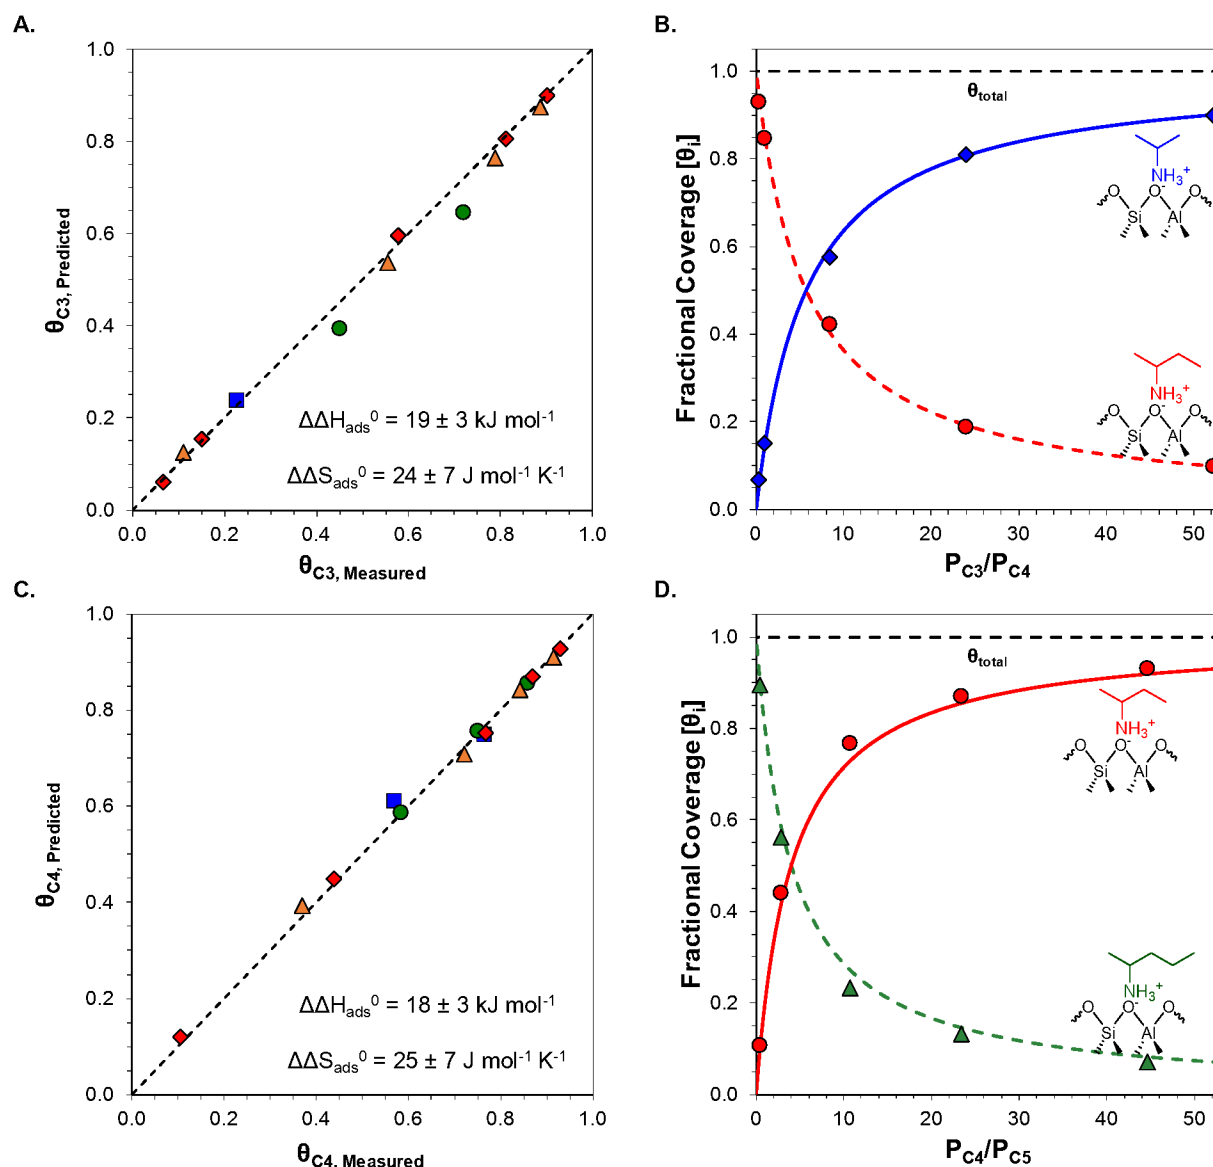 A.
1.0
0.8
0.6
0.4
0.2
0.0
θC3, Predicted
ΔΔHads⁰ = 19 ± 3 kJ mol⁻¹
ΔΔSads⁰ = 24 ± 7 J mol⁻¹ K⁻¹
0.0 0.2 0.4 0.6 0.8 1.0
θC3, Measured
B.
1.0
0.8
0.6
0.4
0.2
0.0
Fractional Coverage [θi]
θtotal
NH3⁺
O O⁻ O
Si Al
NH3⁺
O O⁻ O
Si Al
0 10 20 30 40 50
PC3/PC4
C.
1.0
0.8
0.6
0.4
0.2
0.0
θC4, Predicted
ΔΔHads⁰ = 18 ± 3 kJ mol⁻¹
ΔΔSads⁰ = 25 ± 7 J mol⁻¹ K⁻¹
0.0 0.2 0.4 0.6 0.8 1.0
θC4, Measured
D.
1.0
0.8
0.6
0.4
0.2
0.0
Fractional Coverage [θi]
θtotal
NH3⁺
O O⁻ O
Si Al
NH3⁺
O O⁻ O
Si Al
0 10 20 30 40 50
PC4/PC5